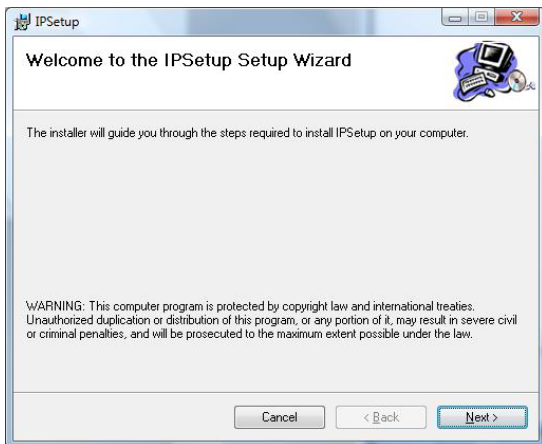 IPSetup
Welcome to the IPSetup Setup Wizard
The installer will guide you through the steps required to install IPSetup on your computer.
WARNING: This computer program is protected by copyright law and international treaties.
Unauthorized duplication or distribution of this program, or any portion of it, may result in severe civil
or criminal penalties, and will be prosecuted to the maximum extent possible under the law.
Cancel
< Back
Next >